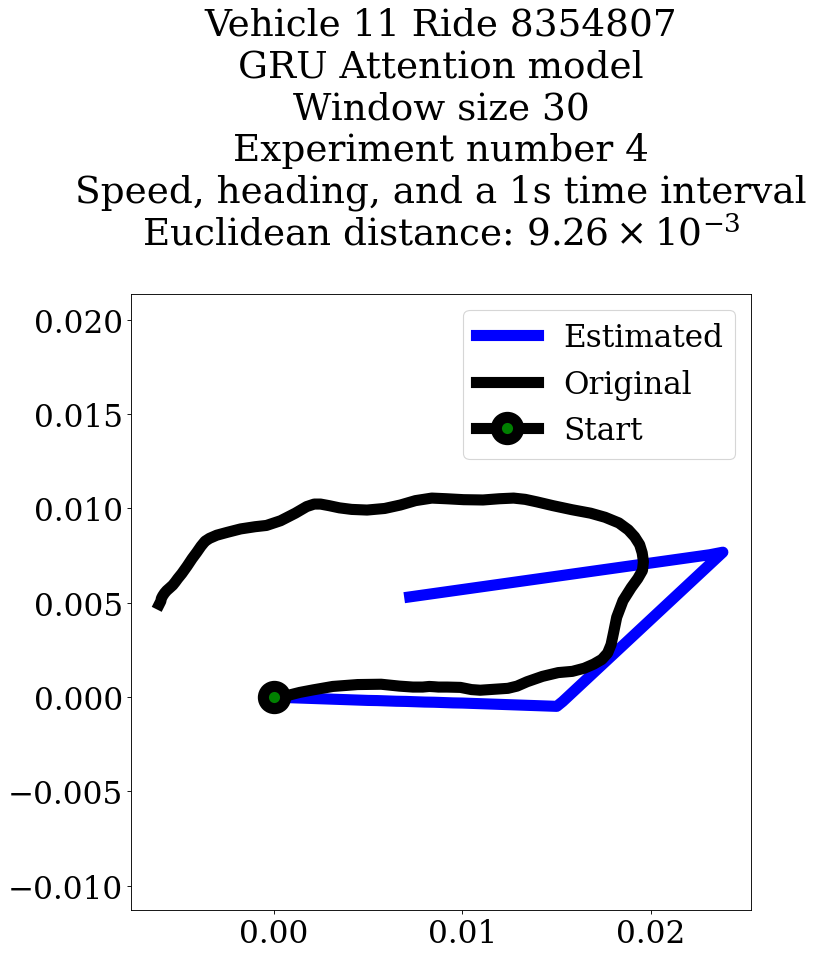 Vehicle 11 Ride 8354807
GRU Attention model
Window size 30
Experiment number 4
Speed, heading, and a 1s time interval
Euclidean distance: 9.26 × 10⁻³
Estimated
Original
Start
0.020
0.015
0.010
0.005
0.000
−0.005
−0.010
0.00 0.01 0.02